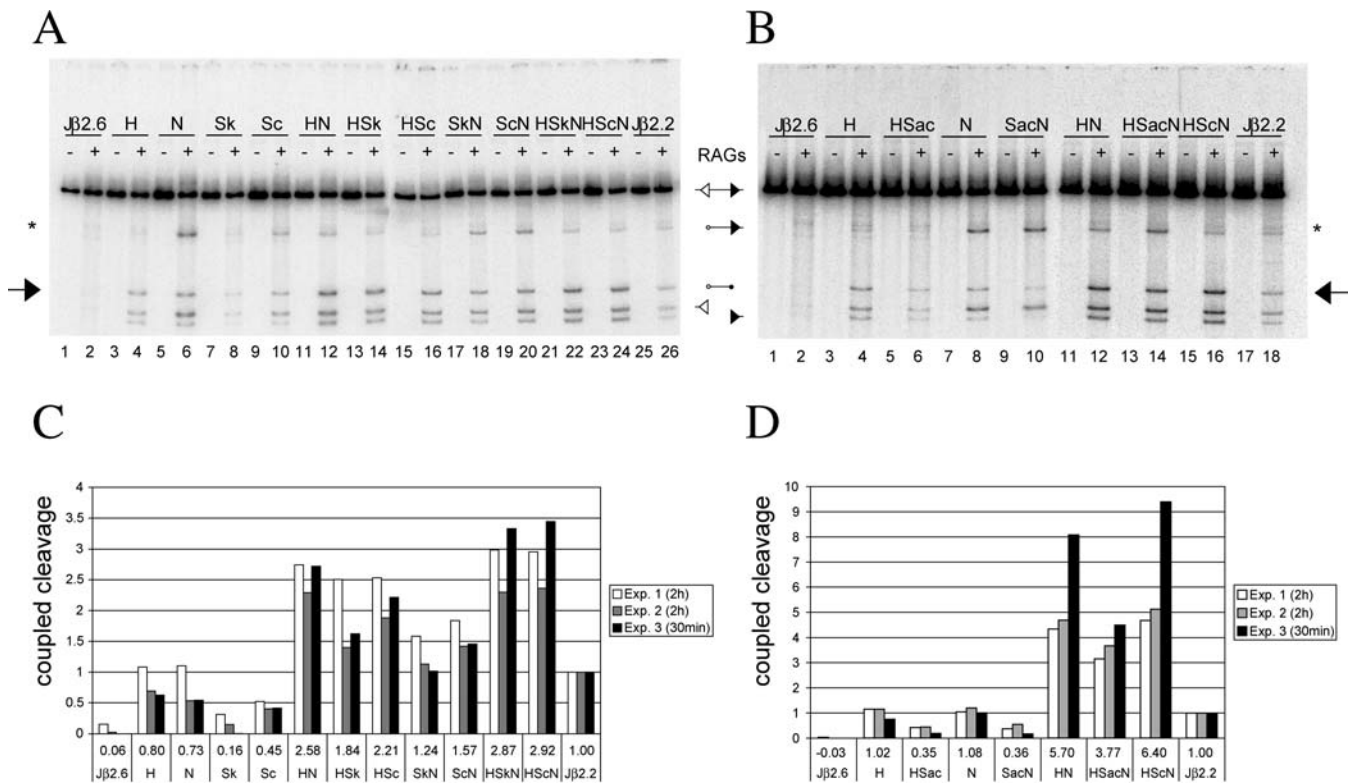 A
Jβ2.6 H N Sk Sc HN HSk HSc SkN ScN HSkN HScN Jβ2.2
- + - + - + - + - + - + - + - + - + - + - + - + - +
*
1 2 3 4 5 6 7 8 9 10 11 12 13 14 15 16 17 18 19 20 21 22 23 24 25 26
RAGs
B
Jβ2.6 H HSac N SacN HN HSacN HScN Jβ2.2
- + - + - + - + - + - + - + - + - +
*
1 2 3 4 5 6 7 8 9 10 11 12 13 14 15 16 17 18
C
coupled cleavage
4
3.5
3
2.5
2
1.5
1
0.5
0
0.06 0.80 0.73 0.16 0.45 2.58 1.84 2.21 1.24 1.57 2.87 2.92 1.00
Jβ2.6 H N Sk Sc HN HSk HSc SkN ScN HSkN HScN Jβ2.2
Exp. 1 (2h)
Exp. 2 (2h)
Exp. 3 (30min)
D
coupled cleavage
10
9
8
7
6
5
4
3
2
1
0
-0.03 1.02 0.35 1.08 0.36 5.70 3.77 6.40 1.00
Jβ2.6 H HSac N SacN HN HSacN HScN Jβ2.2
Exp. 1 (2h)
Exp. 2 (2h)
Exp. 3 (30min)